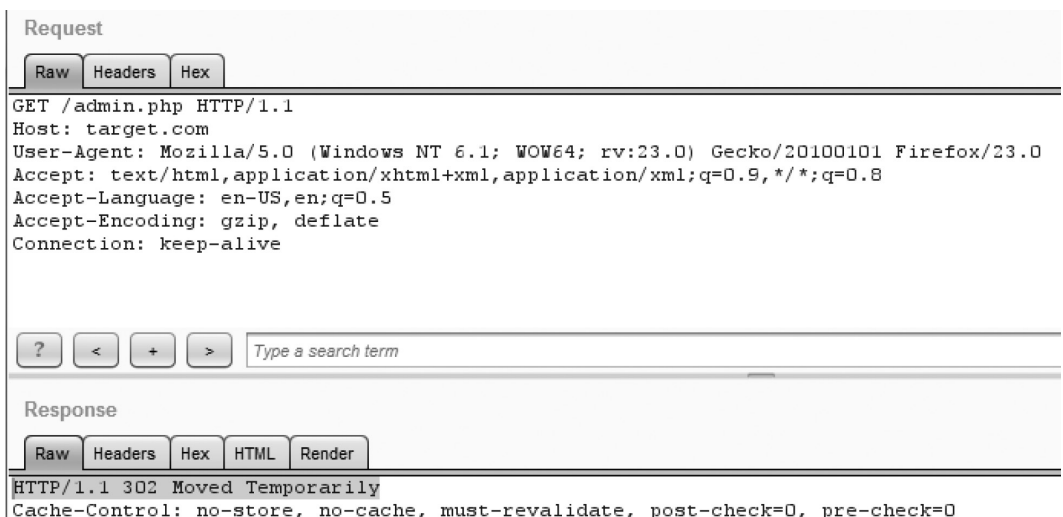 Request
Raw Headers Hex
GET /admin.php HTTP/1.1
Host: target.com
User-Agent: Mozilla/5.0 (Windows NT 6.1; WOW64; rv:23.0) Gecko/20100101 Firefox/23.0
Accept: text/html,application/xhtml+xml,application/xml;q=0.9,*/*;q=0.8
Accept-Language: en-US,en;q=0.5
Accept-Encoding: gzip, deflate
Connection: keep-alive
? < + > Type a search term
Response
Raw Headers Hex HTML Render
HTTP/1.1 302 Moved Temporarily
Cache-Control: no-store, no-cache, must-revalidate, post-check=0, pre-check=0